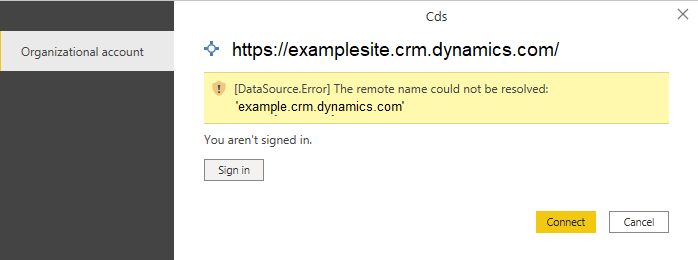 Cds
Organizational account
https://examplesite.crm.dynamics.com/
[DataSource.Error] The remote name could not be resolved:
'example.crm.dynamics.com'
You aren't signed in.
Sign in
Connect Cancel